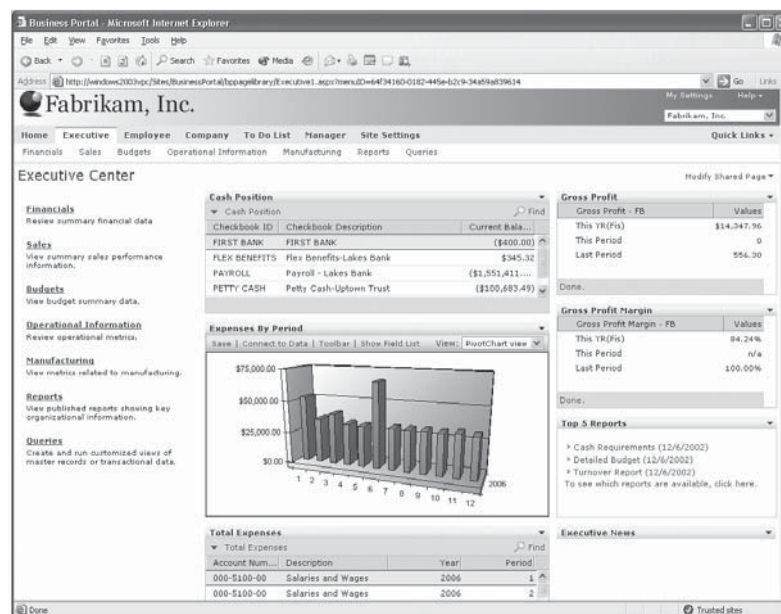 Business Portal - Microsoft Internet Explorer
File Edit View Favorites Tools Help
Back Search Favorites Media
Address http://windows2003vpc/Sites/BusinessPortal/bppagelibrary/Executive1.aspx?menuID=64f34160-0182-445e-b2c9-34a59a839614 Go Links
Fabrikam, Inc.
My Settings Help
Fabrikam, Inc.
Home Executive Employee Company To Do List Manager Site Settings Quick Links
Financials Sales Budgets Operational Information Manufacturing Reports Queries
Executive Center
Modify Shared Page
Financials
Review summary financial data
Sales
View summary sales performance
information.
Budgets
View budget summary data.
Operational Information
Review operational metrics.
Manufacturing
View metrics related to manufacturing.
Reports
View published reports showing key
organizational information.
Queries
Create and run customized views of
master records or transactional data.
Cash Position
Cash Position Find
Checkbook ID Checkbook Description Current Bala...
FIRST BANK FIRST BANK ($400.00)
FLEX BENEFITS Flex Benefits-Lakes Bank $345.32
PAYROLL Payroll - Lakes Bank ($1,551,411....
PETTY CASH Petty Cash-Uptown Trust ($100,683.49)
Expenses By Period
Save | Connect to Data | Toolbar | Show Field List View: PivotChart view
$75,000.00
$50,000.00
$25,000.00
$0.00
1 2 3 4 5 6 7 8 9 10 11 12
2006
Total Expenses
Total Expenses Find
Account Num... Description Year Period
000-5100-00 Salaries and Wages 2006 1
000-5100-00 Salaries and Wages 2006 2
Gross Profit
Gross Profit - FB Values
This YR(Fis) $14,347.96
This Period 0
Last Period 556.30
Done.
Gross Profit Margin
Gross Profit Margin - FB Values
This YR(Fis) 84.24%
This Period n/a
Last Period 100.00%
Done.
Top 5 Reports
Cash Requirements (12/6/2002)
Detailed Budget (12/6/2002)
Turnover Report (12/6/2002)
To see which reports are available, click here.
Executive News
Done Trusted sites